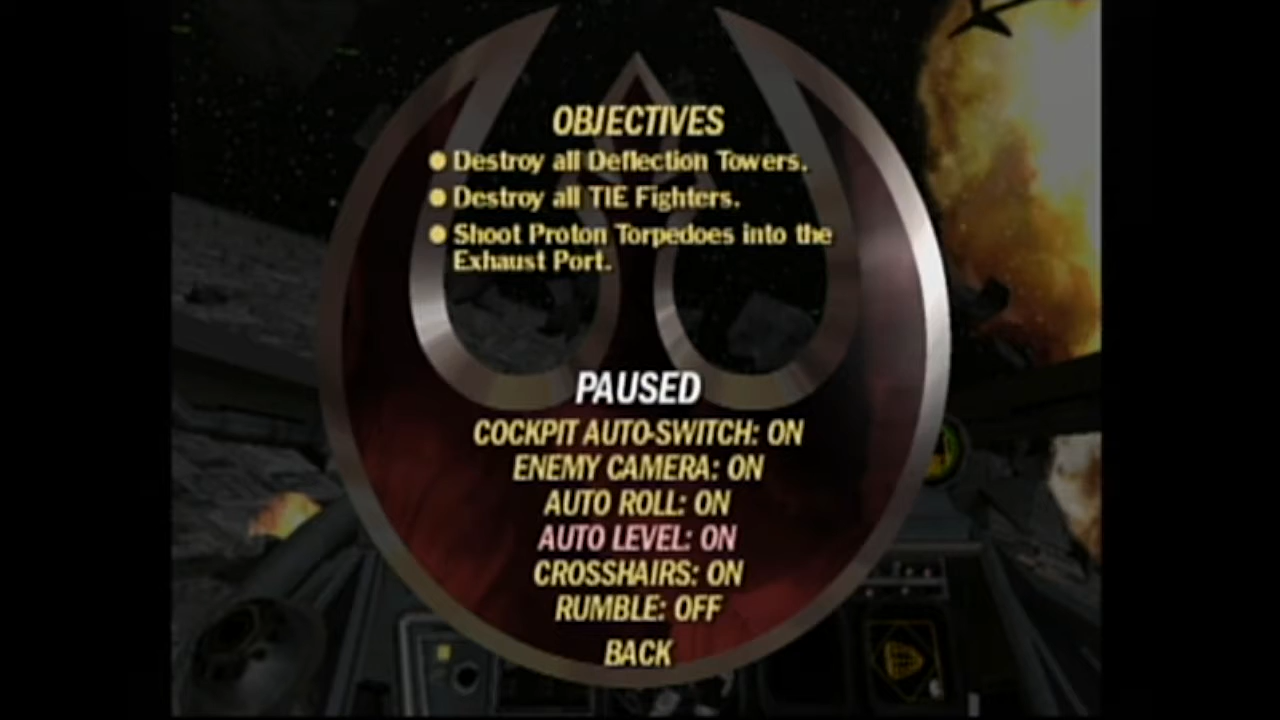 OBJECTIVES
Destroy all Deflection Towers.
Destroy all TIE Fighters.
Shoot Proton Torpedoes into the
Exhaust Port.
PAUSED
COCKPIT AUTO-SWITCH: ON
ENEMY CAMERA: ON
AUTO ROLL: ON
AUTO LEVEL: ON
CROSSHAIRS: ON
RUMBLE: OFF
BACK